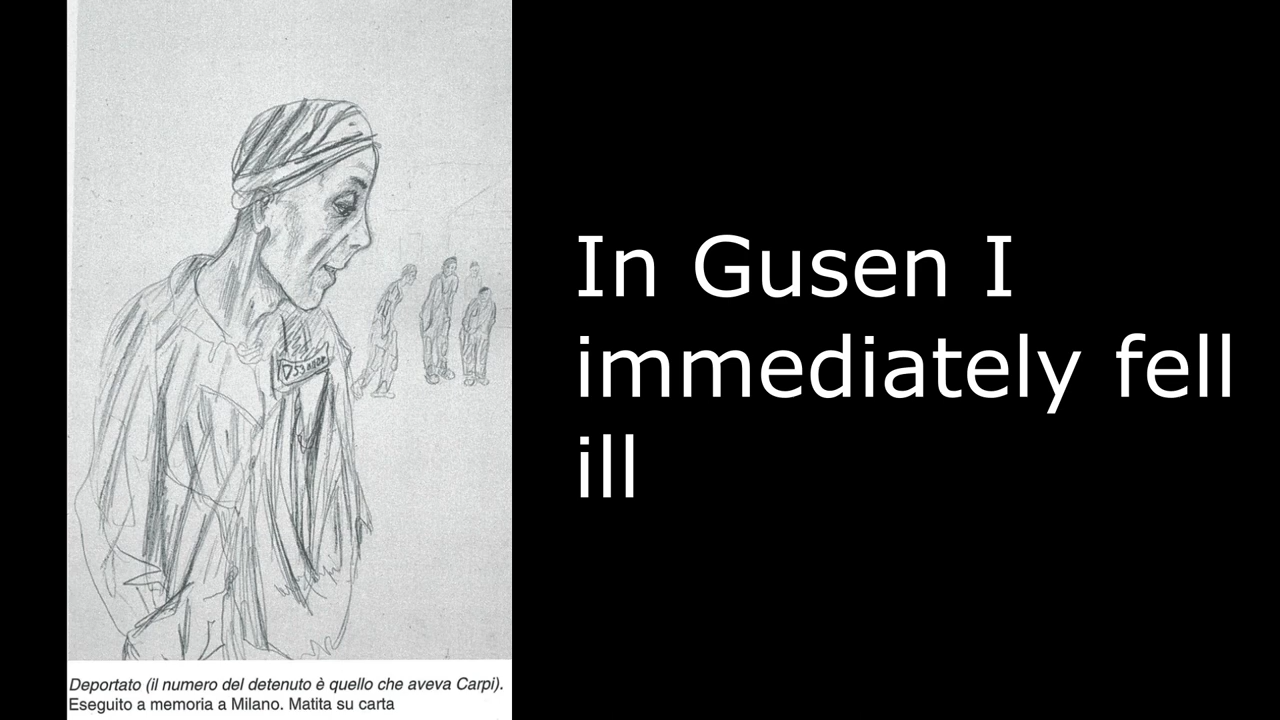 Deportato (il numero del detenuto è quello che aveva Carpi).
Eseguito a memoria a Milano. Matita su carta
In Gusen I
immediately fell
ill